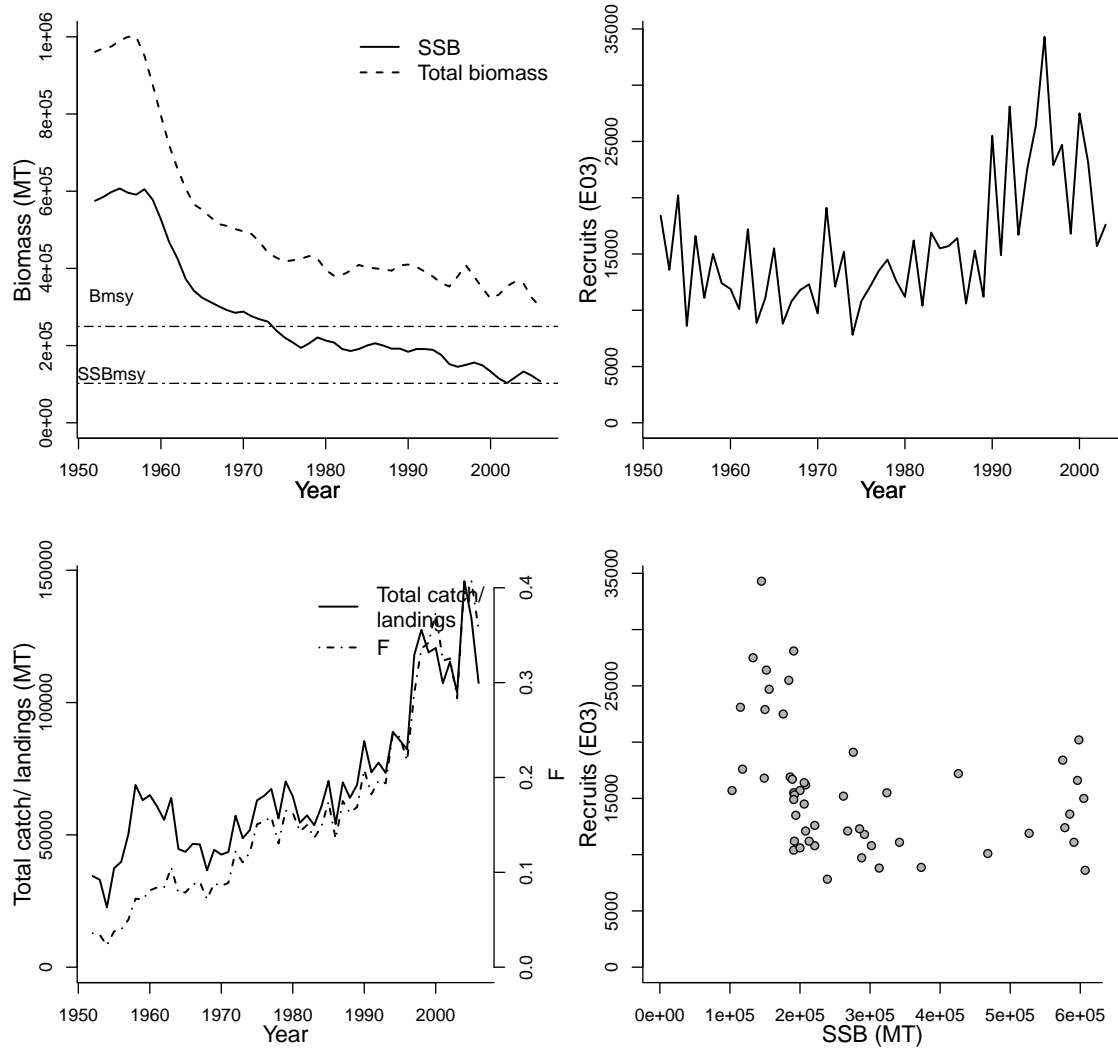 SSB
Total biomass
Bmsy
SSBmsy
Biomass (MT)
0e+00 2e+05 4e+05 6e+05 8e+05 1e+06
1950 1960 1970 1980 1990 2000
Year
Recruits (E03)
0 5000 15000 25000 35000
1950 1960 1970 1980 1990 2000
Year
Total catch/
landings
F
Total catch/ landings (MT)
0 50000 100000 150000
F
0.0 0.1 0.2 0.3 0.4
1950 1960 1970 1980 1990 2000
Year
Recruits (E03)
0 5000 15000 25000 35000
0e+00 1e+05 2e+05 3e+05 4e+05 5e+05 6e+05
SSB (MT)